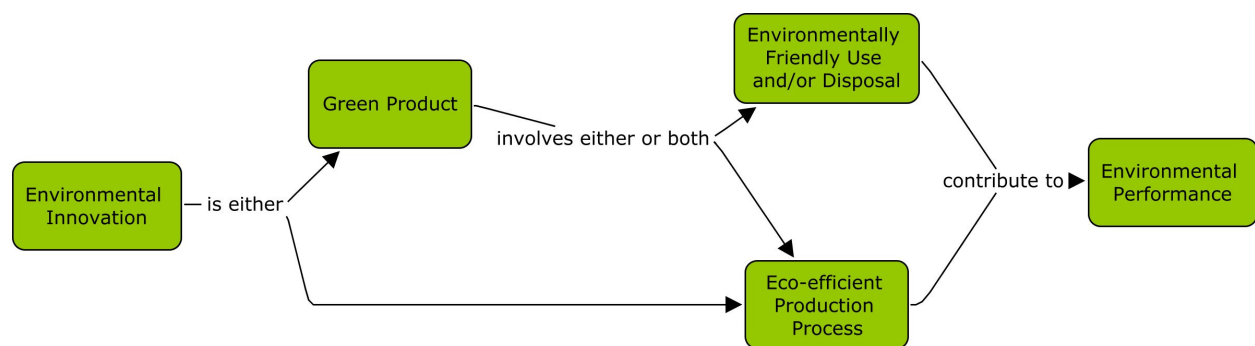 Environmental
Innovation
is either
Green Product
involves either or both
Environmentally
Friendly Use
and/or Disposal
Eco-efficient
Production
Process
contribute to
Environmental
Performance